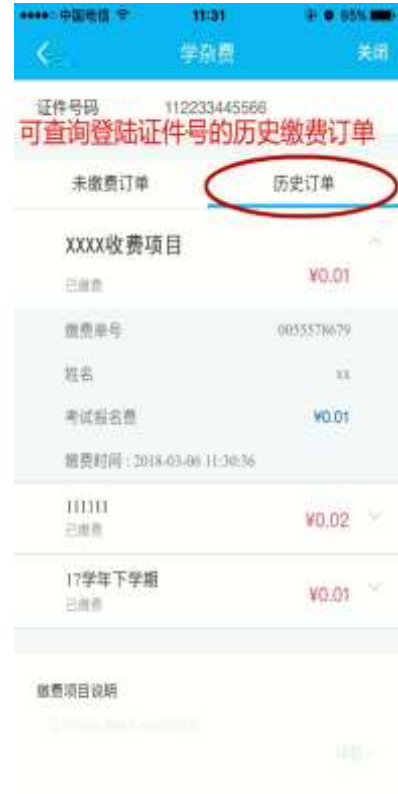 中国电信 11:31 65%
学杂费 关闭
证件号码 112233445566
可查询登陆证件号的历史缴费订单
未缴费订单 历史订单
XXXX收费项目
已缴费 ¥0.01
缴费单号 0055578679
姓名 xx
考试报名费 ¥0.01
缴费时间：2018-03-06 11:30:36
111111
已缴费 ¥0.02
17学年下学期
已缴费 ¥0.01
缴费项目说明